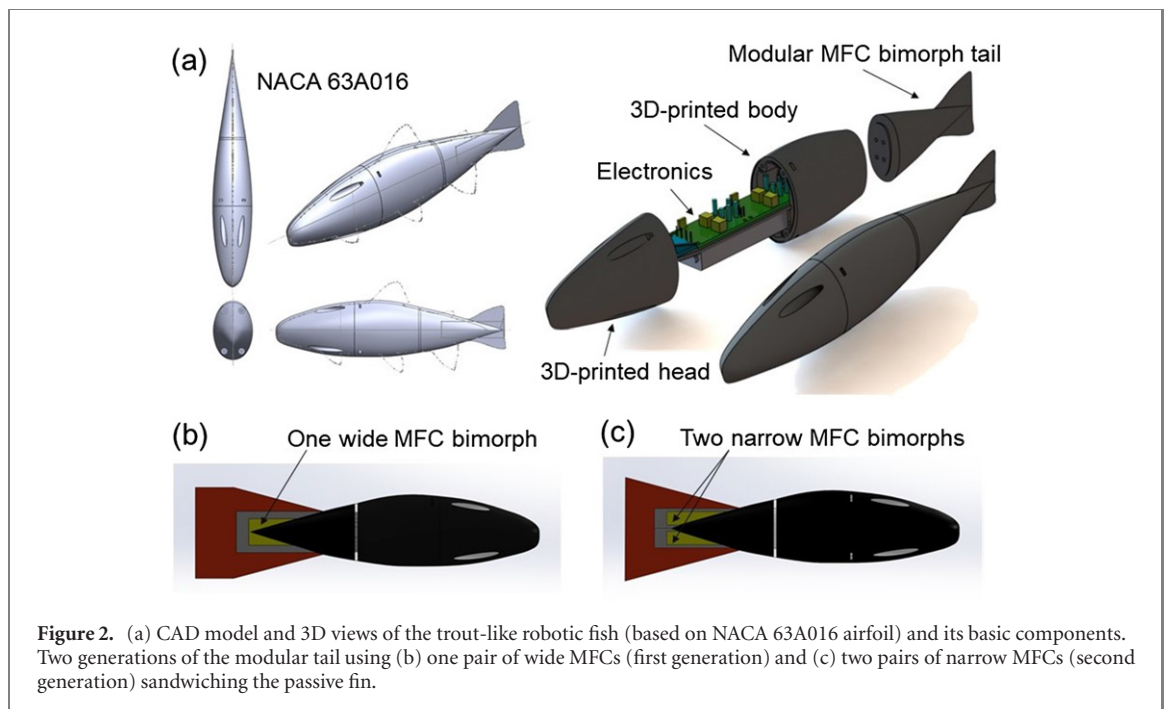 (a)
NACA 63A016
Modular MFC bimorph tail
3D-printed body
Electronics
3D-printed head
(b)
One wide MFC bimorph
(c)
Two narrow MFC bimorphs
Figure 2. (a) CAD model and 3D views of the trout-like robotic fish (based on NACA 63A016 airfoil) and its basic components.
Two generations of the modular tail using (b) one pair of wide MFCs (first generation) and (c) two pairs of narrow MFCs (second
generation) sandwiching the passive fin.